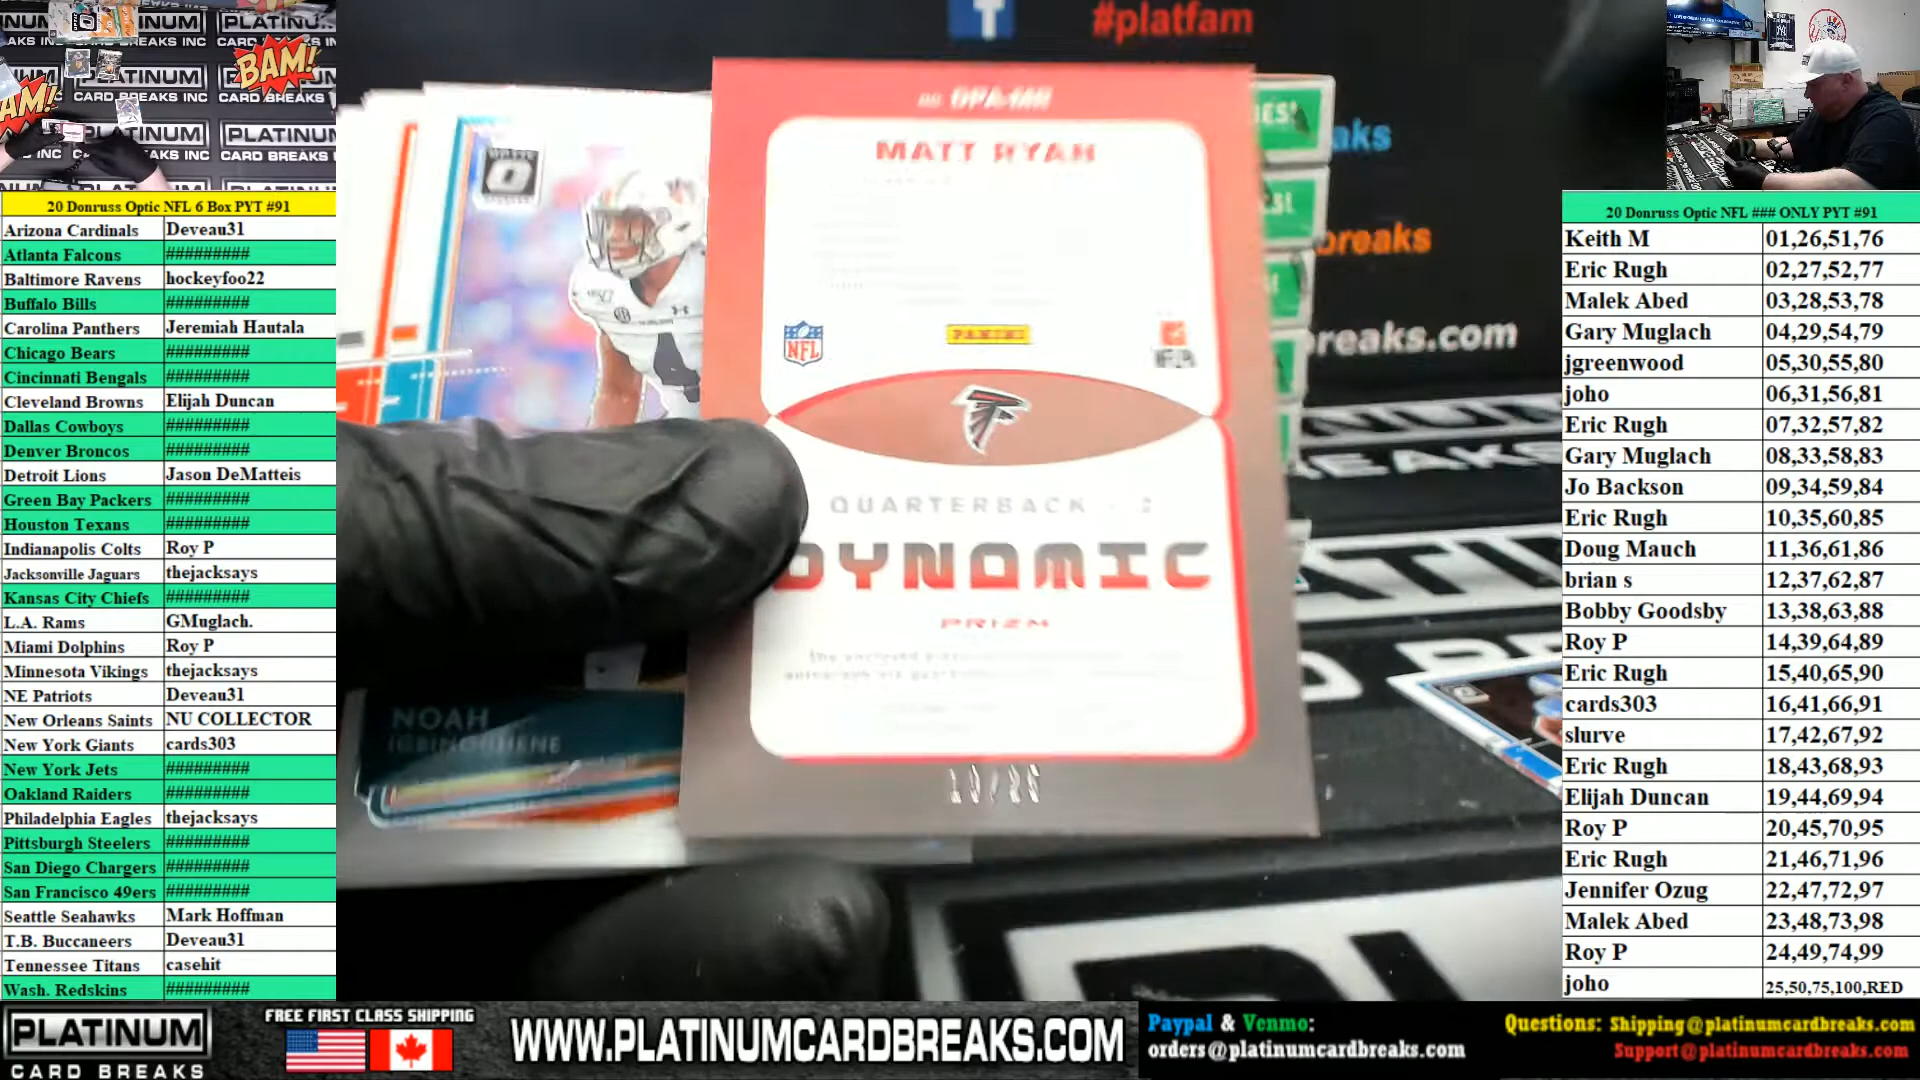 PLATINUM
CARD BREAKS INC
BAM!
#platfam
breaks
breaks.com
MATT RYAN
NFL
PANINI
QUARTERBACK
DYNAMIC
PRIZM
NOAH
IGBINOGHENE
20 Donruss Optic NFL 6 Box PYT #91
Arizona Cardinals Deveau31
Atlanta Falcons #########
Baltimore Ravens hockeyfoo22
Buffalo Bills #########
Carolina Panthers Jeremiah Hautala
Chicago Bears #########
Cincinnati Bengals #########
Cleveland Browns Elijah Duncan
Dallas Cowboys #########
Denver Broncos #########
Detroit Lions Jason DeMatteis
Green Bay Packers #########
Houston Texans #########
Indianapolis Colts Roy P
Jacksonville Jaguars thejacksays
Kansas City Chiefs #########
L.A. Rams GMuglach.
Miami Dolphins Roy P
Minnesota Vikings thejacksays
NE Patriots Deveau31
New Orleans Saints NU COLLECTOR
New York Giants cards303
New York Jets #########
Oakland Raiders #########
Philadelphia Eagles thejacksays
Pittsburgh Steelers #########
San Diego Chargers #########
San Francisco 49ers #########
Seattle Seahawks Mark Hoffman
T.B. Buccaneers Deveau31
Tennessee Titans casehit
Wash. Redskins #########
20 Donruss Optic NFL ### ONLY PYT #91
Keith M 01,26,51,76
Eric Rugh 02,27,52,77
Malek Abed 03,28,53,78
Gary Muglach 04,29,54,79
jgreenwood 05,30,55,80
joho 06,31,56,81
Eric Rugh 07,32,57,82
Gary Muglach 08,33,58,83
Jo Backson 09,34,59,84
Eric Rugh 10,35,60,85
Doug Mauch 11,36,61,86
brian s 12,37,62,87
Bobby Goodsby 13,38,63,88
Roy P 14,39,64,89
Eric Rugh 15,40,65,90
cards303 16,41,66,91
slurve 17,42,67,92
Eric Rugh 18,43,68,93
Elijah Duncan 19,44,69,94
Roy P 20,45,70,95
Eric Rugh 21,46,71,96
Jennifer Ozug 22,47,72,97
Malek Abed 23,48,73,98
Roy P 24,49,74,99
joho 25,50,75,100,RED
PLATINUM
CARD BREAKS
FREE FIRST CLASS SHIPPING
WWW.PLATINUMCARDBREAKS.COM
Paypal & Venmo:
orders@platinumcardbreaks.com
Questions: Shipping@platinumcardbreaks.com
Support@platinumcardbreaks.com